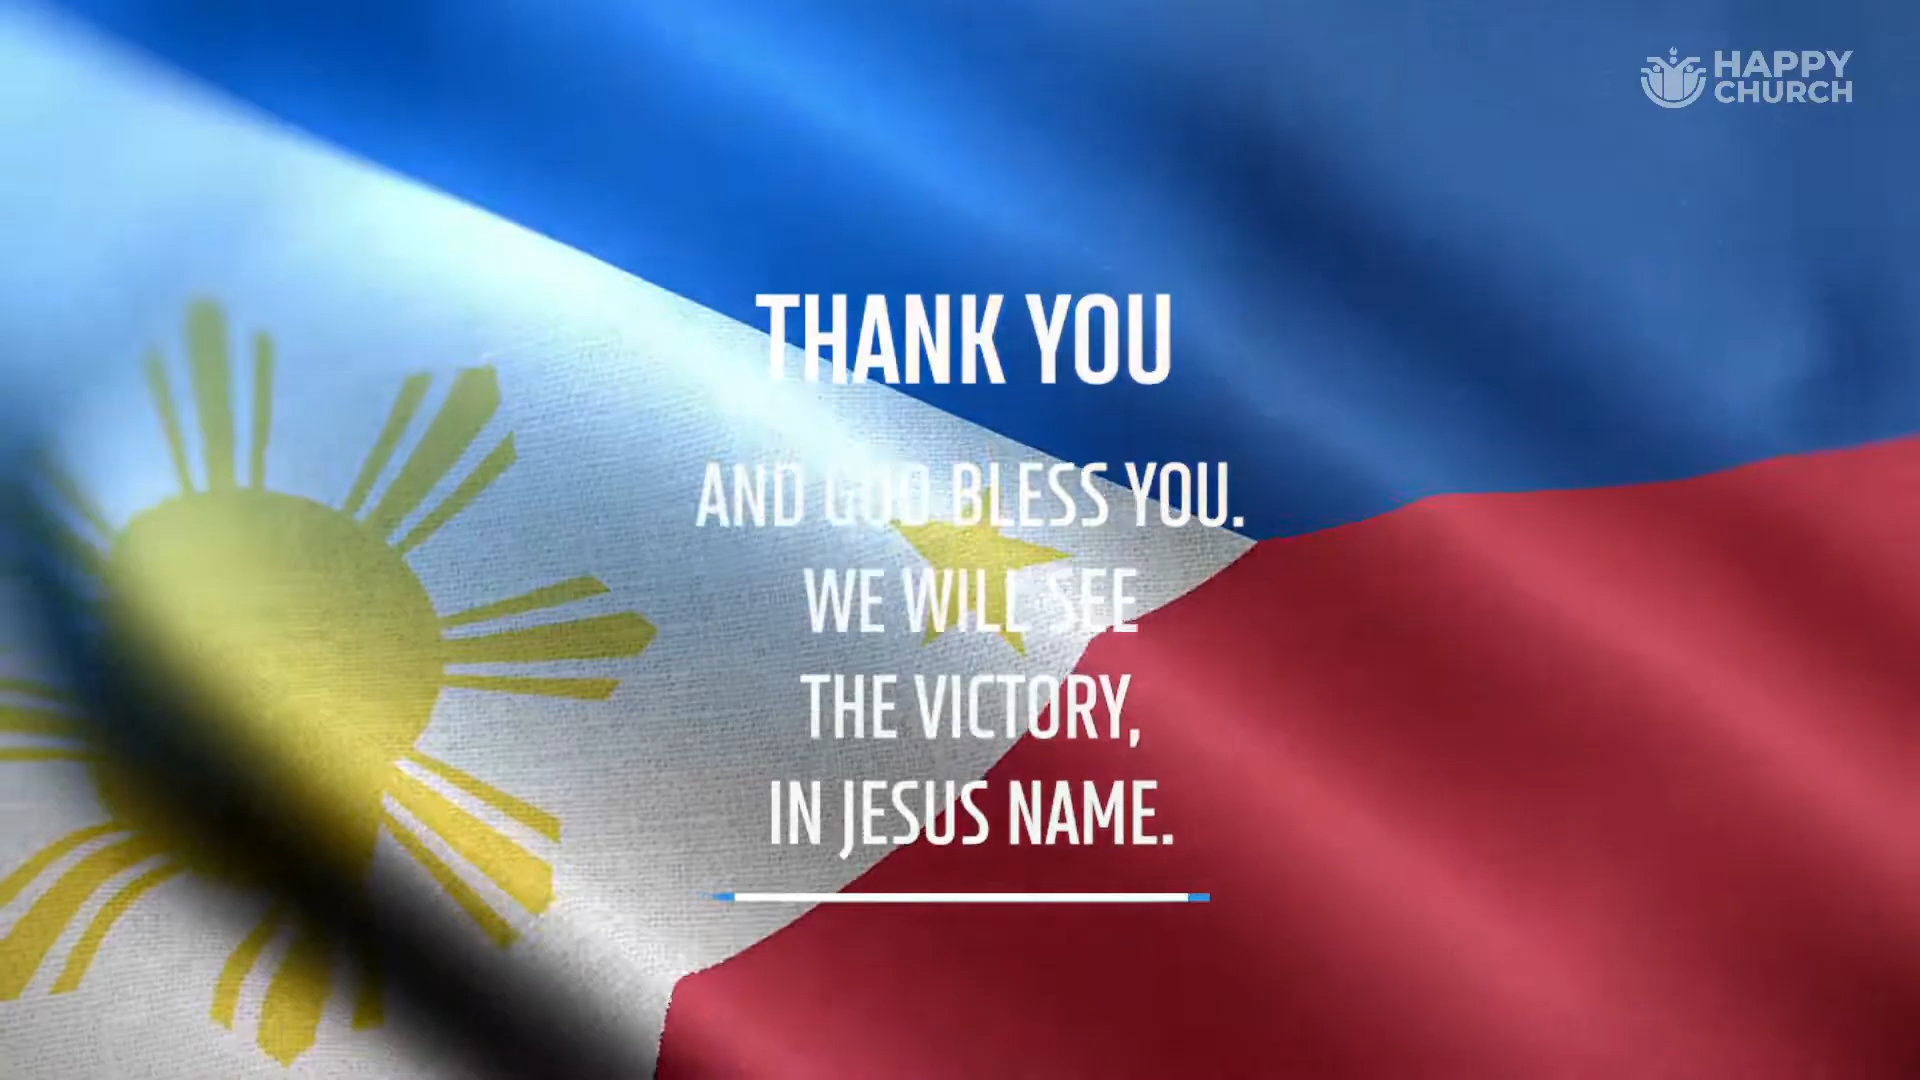 HAPPY
CHURCH
THANK YOU
AND GOD BLESS YOU.
WE WILL SEE
THE VICTORY,
IN JESUS NAME.